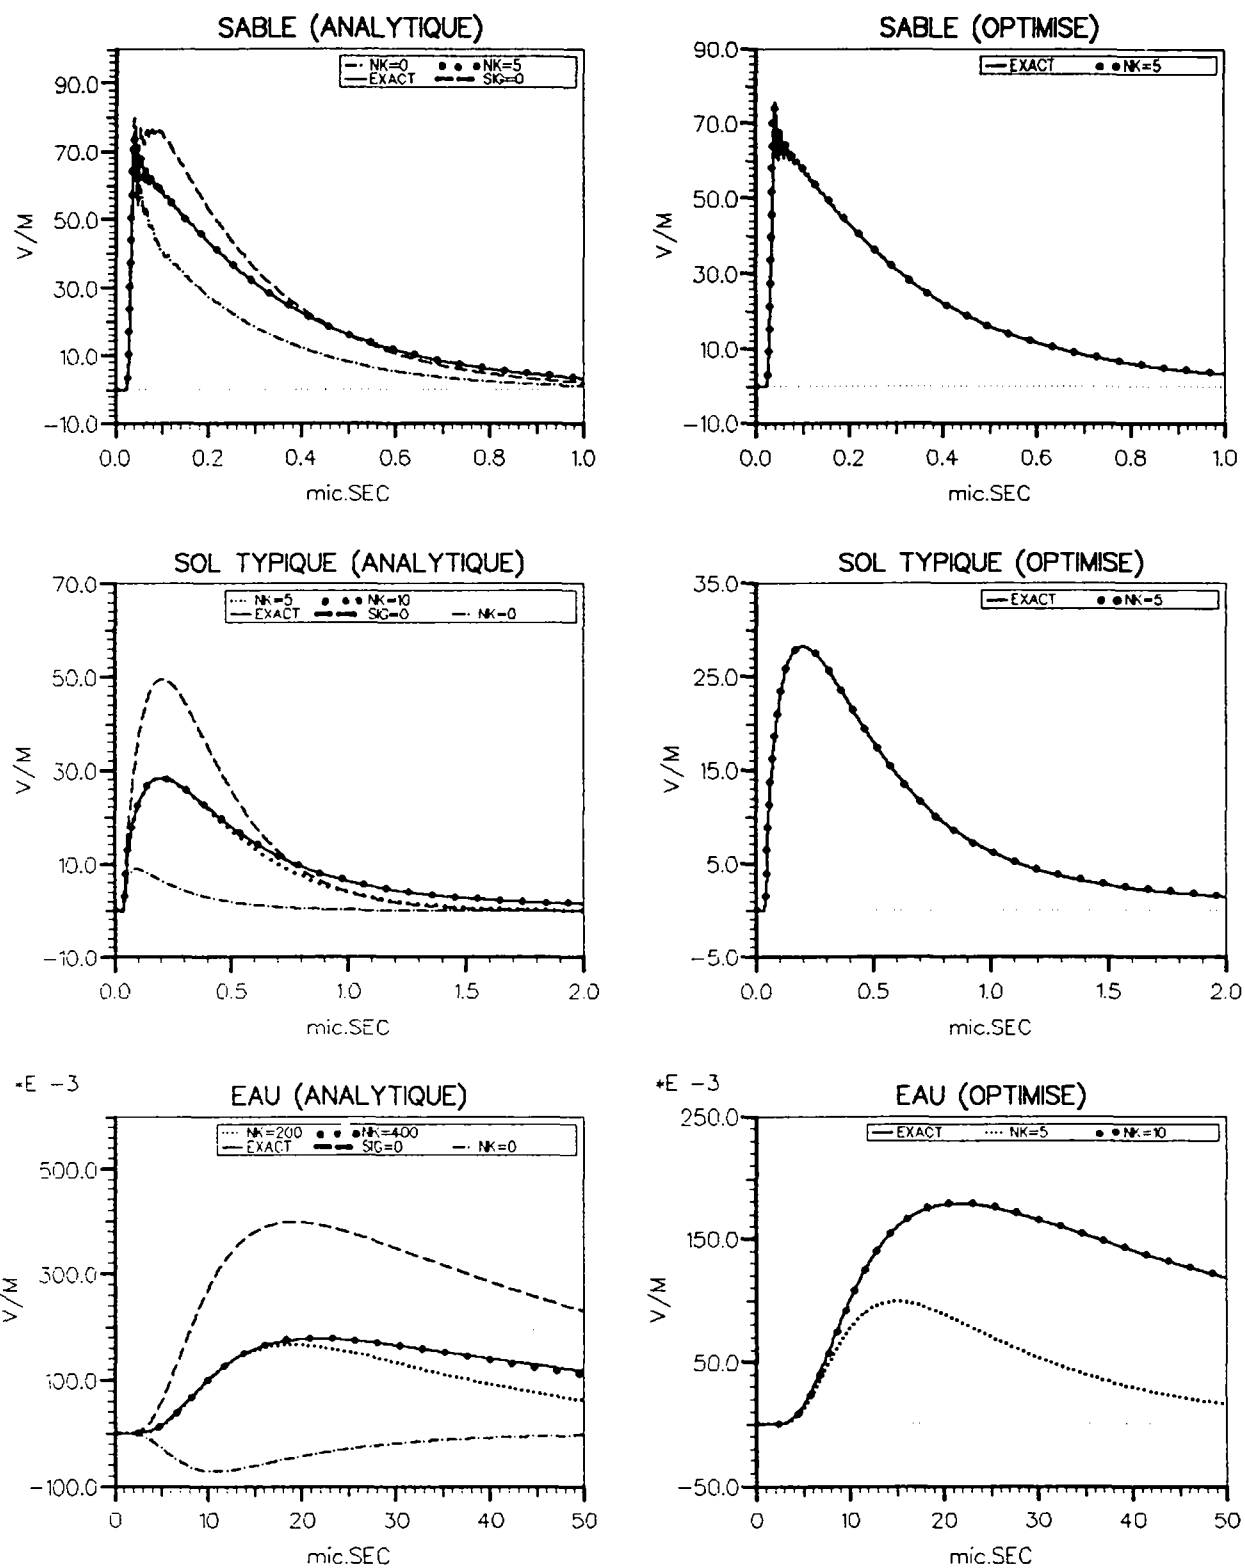 SABLE (ANALYTIQUE)
NK=0 NK=5
EXACT SIG=0
90.0
70.0
50.0
30.0
10.0
-10.0
V/M
0.0 0.2 0.4 0.6 0.8 1.0
mic.SEC
SABLE (OPTIMISE)
EXACT NK=5
90.0
70.0
50.0
30.0
10.0
-10.0
V/M
0.0 0.2 0.4 0.6 0.8 1.0
mic.SEC
SOL TYPIQUE (ANALYTIQUE)
NK=5 NK=10
EXACT SIG=0 NK=0
70.0
50.0
30.0
10.0
-10.0
V/M
0.0 0.5 1.0 1.5 2.0
mic.SEC
SOL TYPIQUE (OPTIMISE)
EXACT NK=5
35.0
25.0
15.0
5.0
-5.0
V/M
0.0 0.5 1.0 1.5 2.0
mic.SEC
*E -3
EAU (ANALYTIQUE)
NK=200 NK=400
EXACT SIG=0 NK=0
500.0
300.0
100.0
-100.0
V/M
0 10 20 30 40 50
mic.SEC
*E -3
EAU (OPTIMISE)
EXACT NK=5 NK=10
250.0
150.0
50.0
-50.0
V/M
0 10 20 30 40 50
mic.SEC